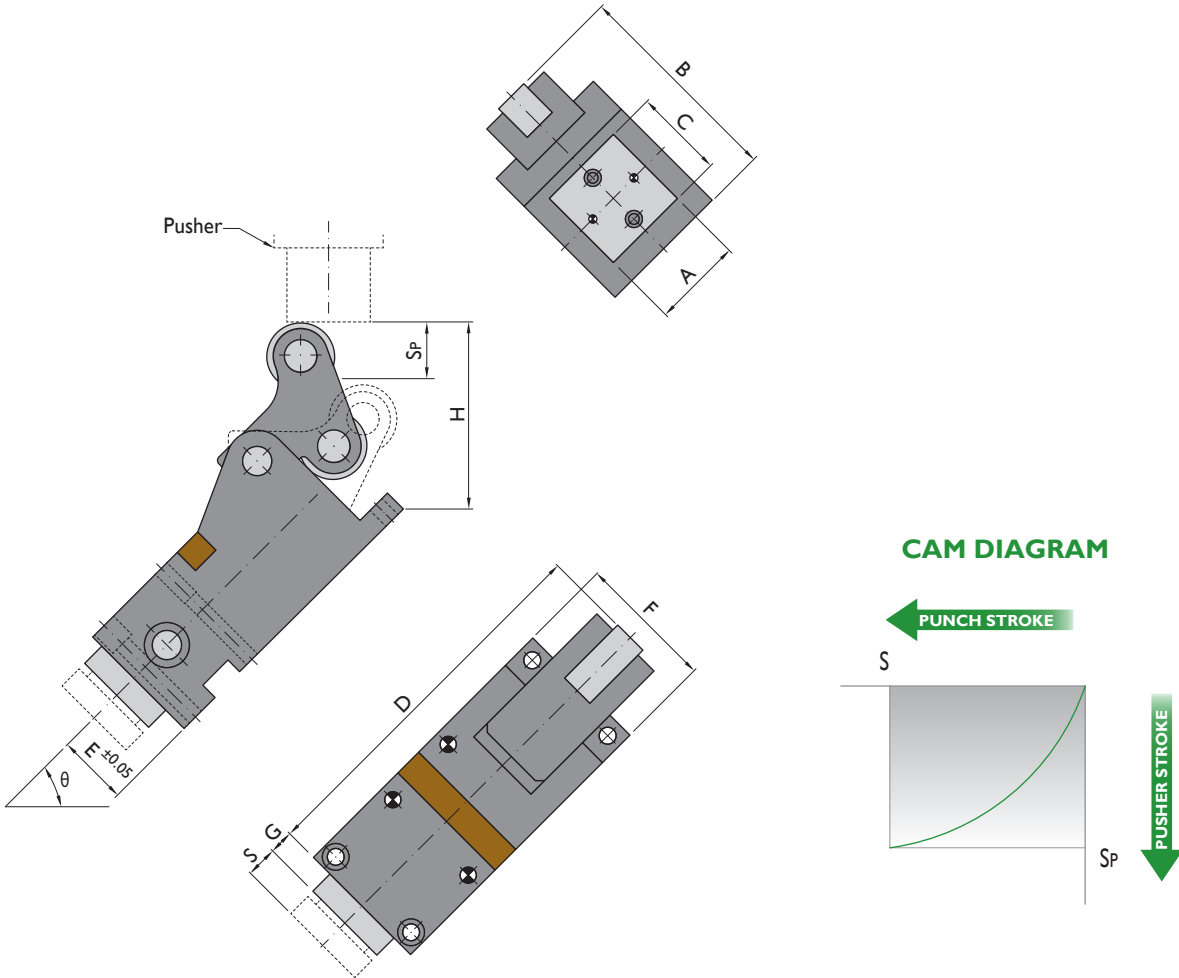 B
C
A
Pusher
SP
H
E ±0.05
θ
F
D
G
S
CAM DIAGRAM
PUNCH STROKE
S
PUSHER STROKE
SP